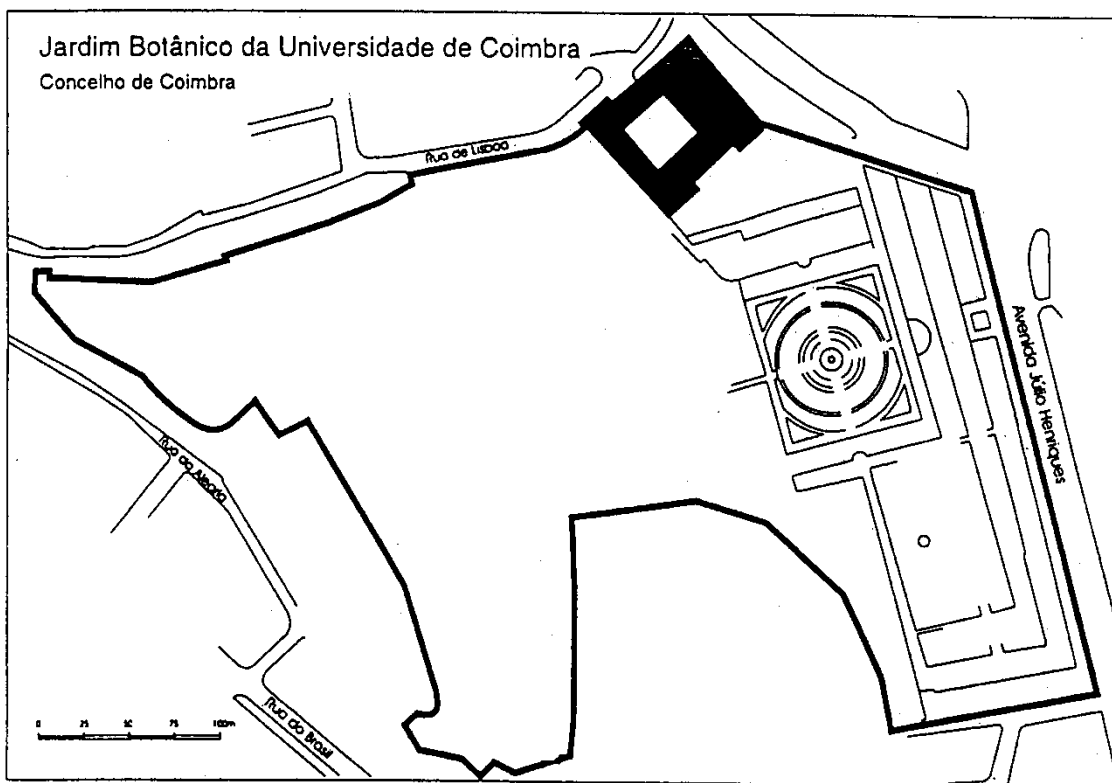 Jardim Botânico da Universidade de Coimbra
Concelho de Coimbra
Rua de Lisboa
Avenida Júlio Henriques
Rua da Alegria
Rua do Brasil
0 25 50 75 100m